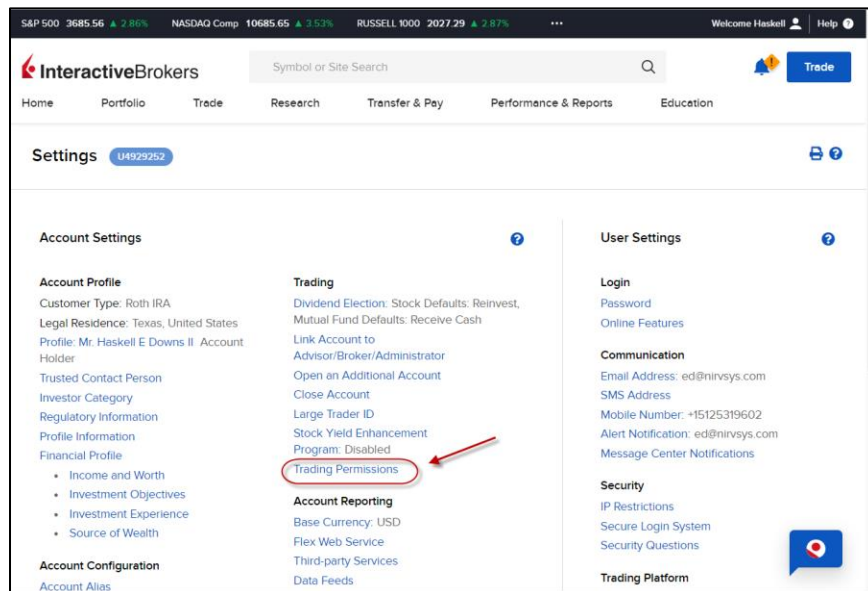 S&P 500 3685.56 ▲ 2.86% NASDAQ Comp 10685.65 ▲ 3.53% RUSSELL 1000 2027.29 ▲ 2.87% ••• Welcome Haskell Help ?
InteractiveBrokers
Symbol or Site Search
Trade
Home Portfolio Trade Research Transfer & Pay Performance & Reports Education
Settings U4929252
Account Settings
Account Profile
Customer Type: Roth IRA
Legal Residence: Texas, United States
Profile: Mr. Haskell E Downs II Account
Holder
Trusted Contact Person
Investor Category
Regulatory Information
Profile Information
Financial Profile
• Income and Worth
• Investment Objectives
• Investment Experience
• Source of Wealth
Account Configuration
Account Alias
Trading
Dividend Election: Stock Defaults: Reinvest,
Mutual Fund Defaults: Receive Cash
Link Account to
Advisor/Broker/Administrator
Open an Additional Account
Close Account
Large Trader ID
Stock Yield Enhancement
Program: Disabled
Trading Permissions
Account Reporting
Base Currency: USD
Flex Web Service
Third-party Services
Data Feeds
User Settings
Login
Password
Online Features
Communication
Email Address: ed@nirvsys.com
SMS Address
Mobile Number: +15125319602
Alert Notification: ed@nirvsys.com
Message Center Notifications
Security
IP Restrictions
Secure Login System
Security Questions
Trading Platform